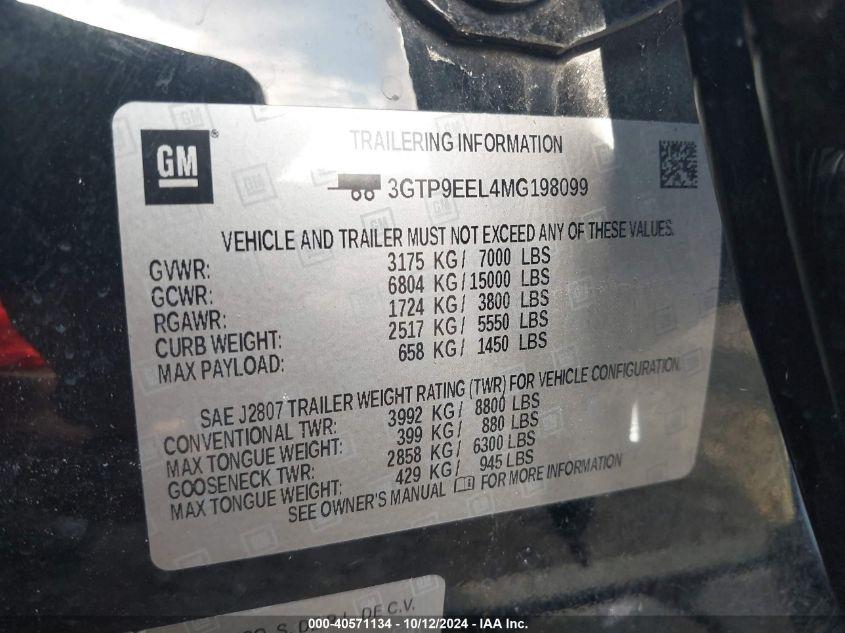 GM
TRAILERING INFORMATION
3GTP9EEL4MG198099
VEHICLE AND TRAILER MUST NOT EXCEED ANY OF THESE VALUES.
GVWR: 3175 KG/ 7000 LBS
GCWR: 6804 KG/15000 LBS
RGAWR: 1724 KG/ 3800 LBS
CURB WEIGHT: 2517 KG/ 5550 LBS
MAX PAYLOAD: 658 KG/ 1450 LBS
SAE J2807 TRAILER WEIGHT RATING (TWR) FOR VEHICLE CONFIGURATION.
CONVENTIONAL TWR: 3992 KG/ 8800 LBS
MAX TONGUE WEIGHT: 399 KG/ 880 LBS
GOOSENECK TWR: 2858 KG/ 6300 LBS
MAX TONGUE WEIGHT: 429 KG/ 945 LBS
SEE OWNER'S MANUAL FOR MORE INFORMATION
DE C.V.
000-40571134 - 10/12/2024 - IAA Inc.